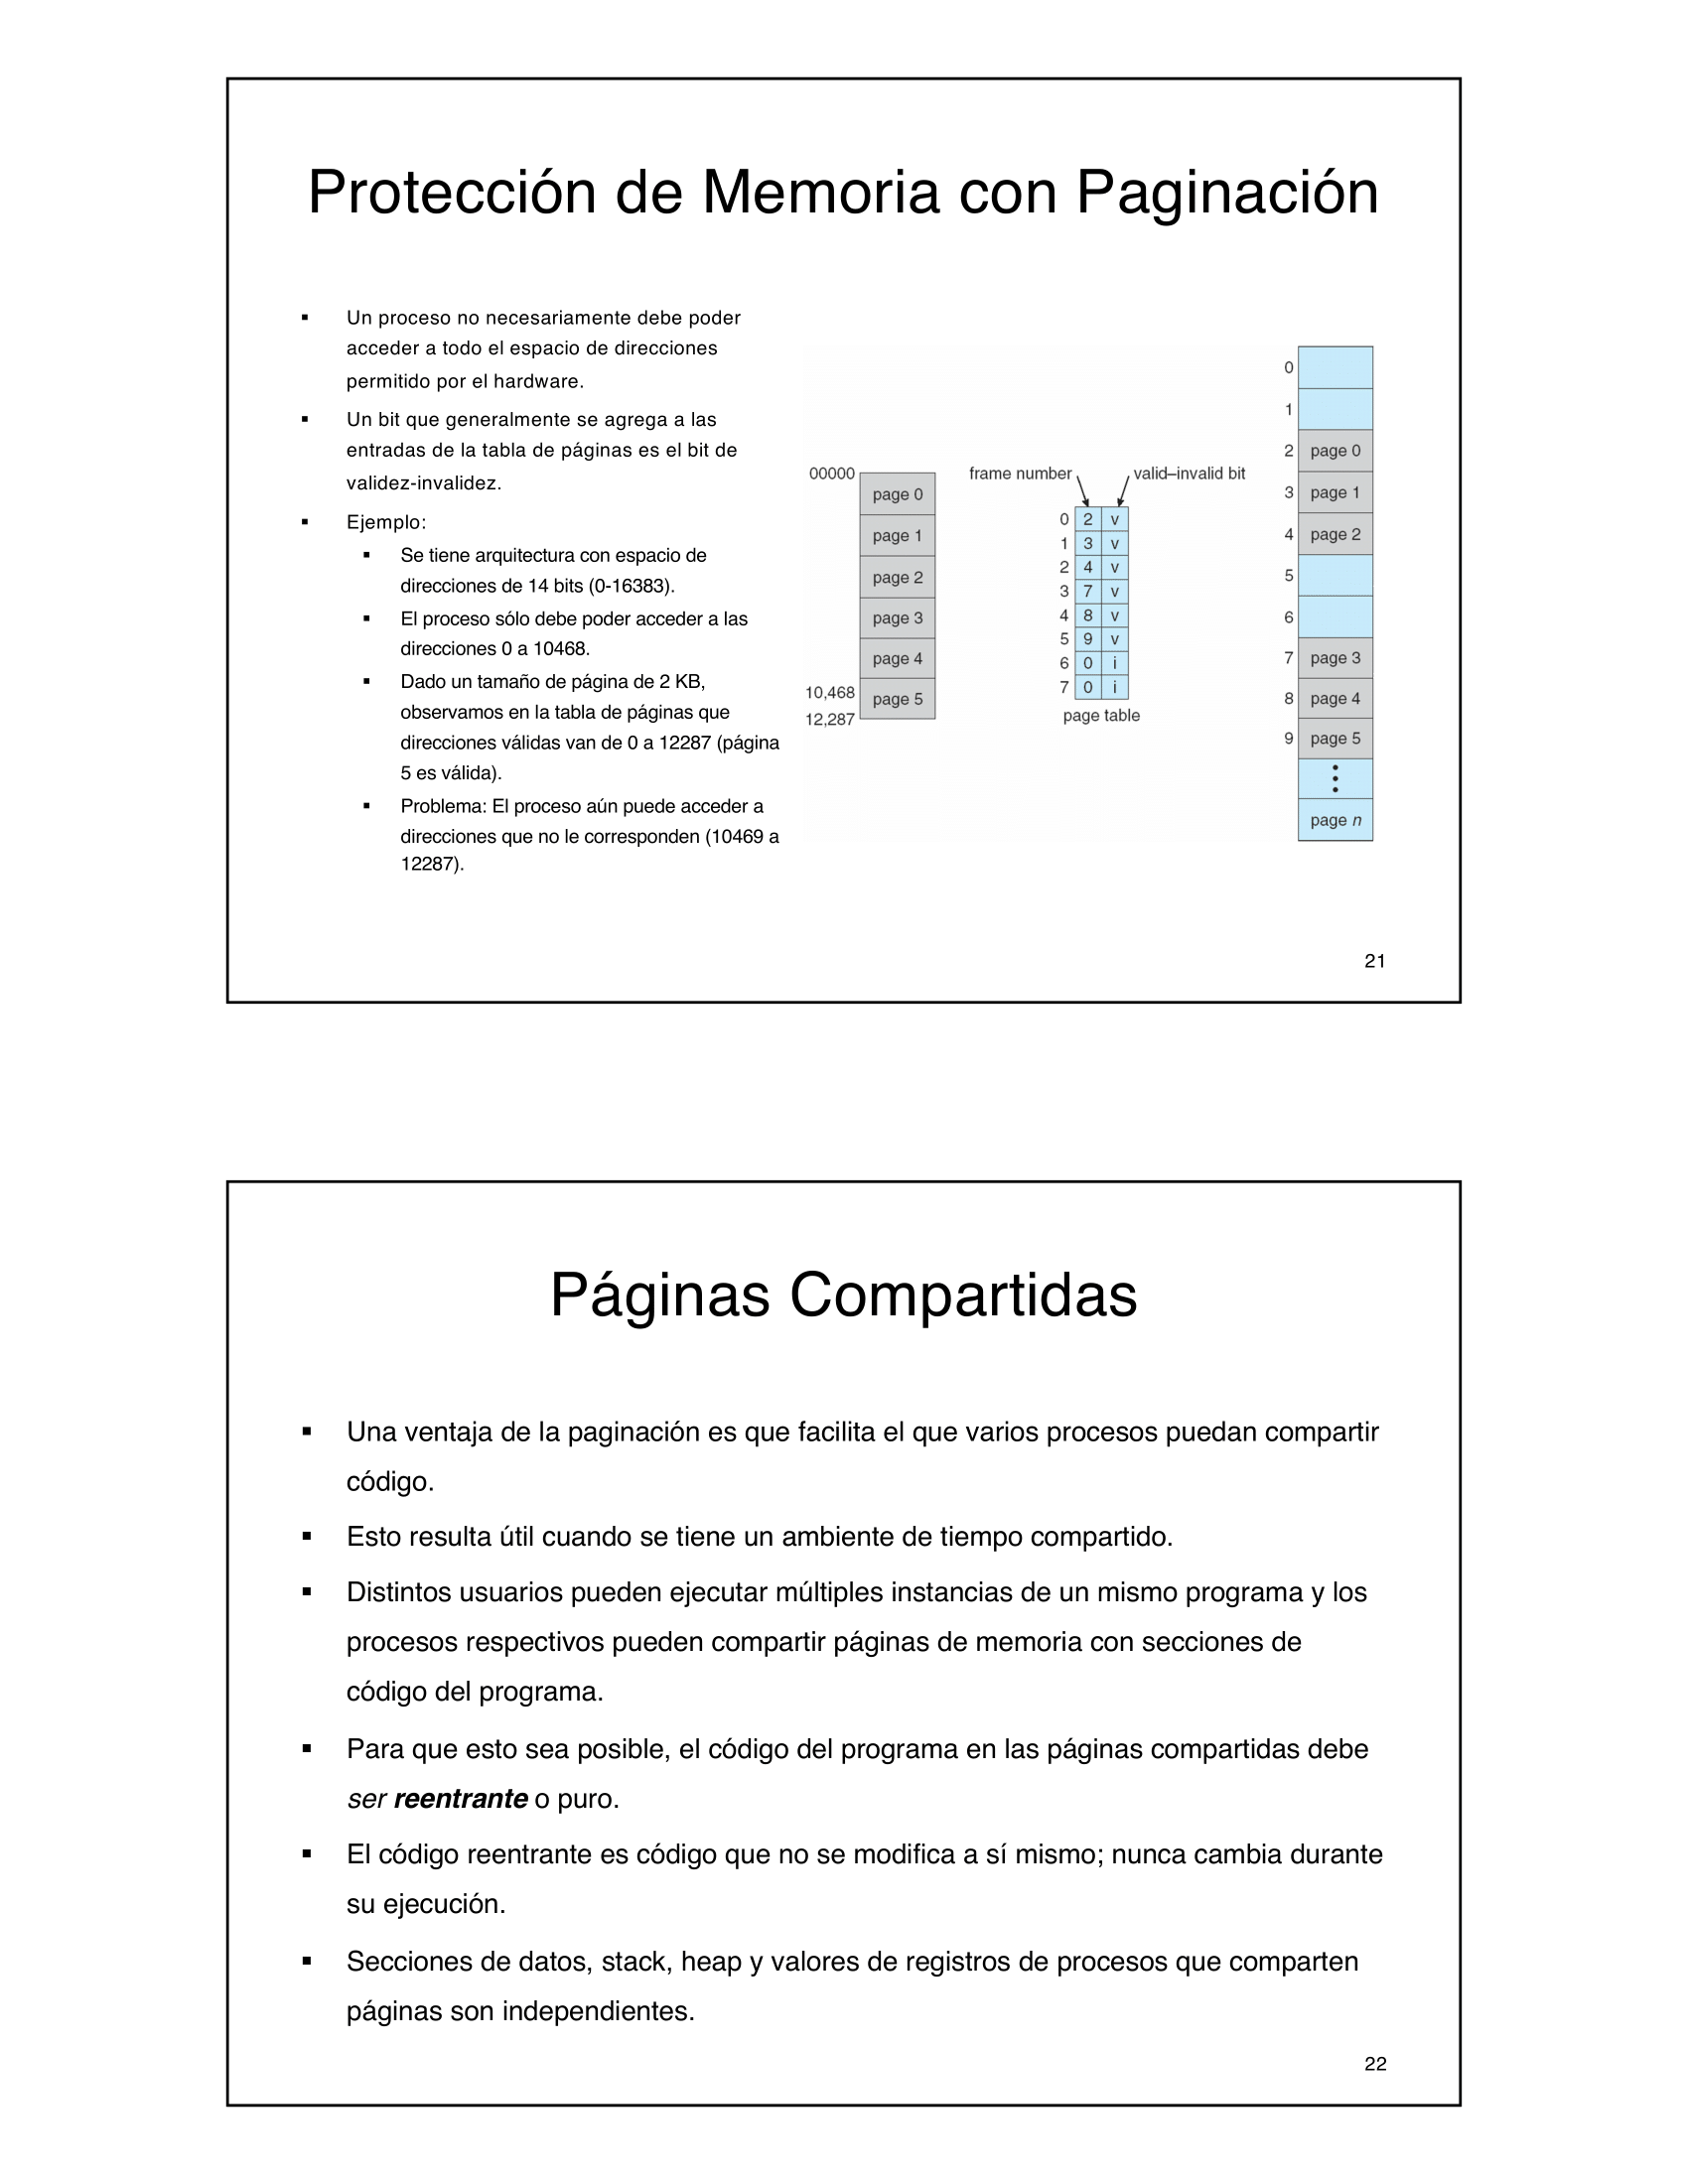 Protección de Memoria con Paginación
▪ Un proceso no necesariamente debe poder
acceder a todo el espacio de direcciones
permitido por el hardware.
▪ Un bit que generalmente se agrega a las
entradas de la tabla de páginas es el bit de
validez-invalidez.
▪ Ejemplo:
▪ Se tiene arquitectura con espacio de
direcciones de 14 bits (0-16383).
▪ El proceso sólo debe poder acceder a las
direcciones 0 a 10468.
▪ Dado un tamaño de página de 2 KB,
observamos en la tabla de páginas que
direcciones válidas van de 0 a 12287 (página
5 es válida).
▪ Problema: El proceso aún puede acceder a
direcciones que no le corresponden (10469 a
12287).
00000
page 0
page 1
page 2
page 3
page 4
10,468
page 5
12,287
frame number
valid–invalid bit
0 2 v
1 3 v
2 4 v
3 7 v
4 8 v
5 9 v
6 0 i
7 0 i
page table
0
1
2 page 0
3 page 1
4 page 2
5
6
7 page 3
8 page 4
9 page 5
page n
21
Páginas Compartidas
▪ Una ventaja de la paginación es que facilita el que varios procesos puedan compartir
código.
▪ Esto resulta útil cuando se tiene un ambiente de tiempo compartido.
▪ Distintos usuarios pueden ejecutar múltiples instancias de un mismo programa y los
procesos respectivos pueden compartir páginas de memoria con secciones de
código del programa.
▪ Para que esto sea posible, el código del programa en las páginas compartidas debe
ser reentrante o puro.
▪ El código reentrante es código que no se modifica a sí mismo; nunca cambia durante
su ejecución.
▪ Secciones de datos, stack, heap y valores de registros de procesos que comparten
páginas son independientes.
22